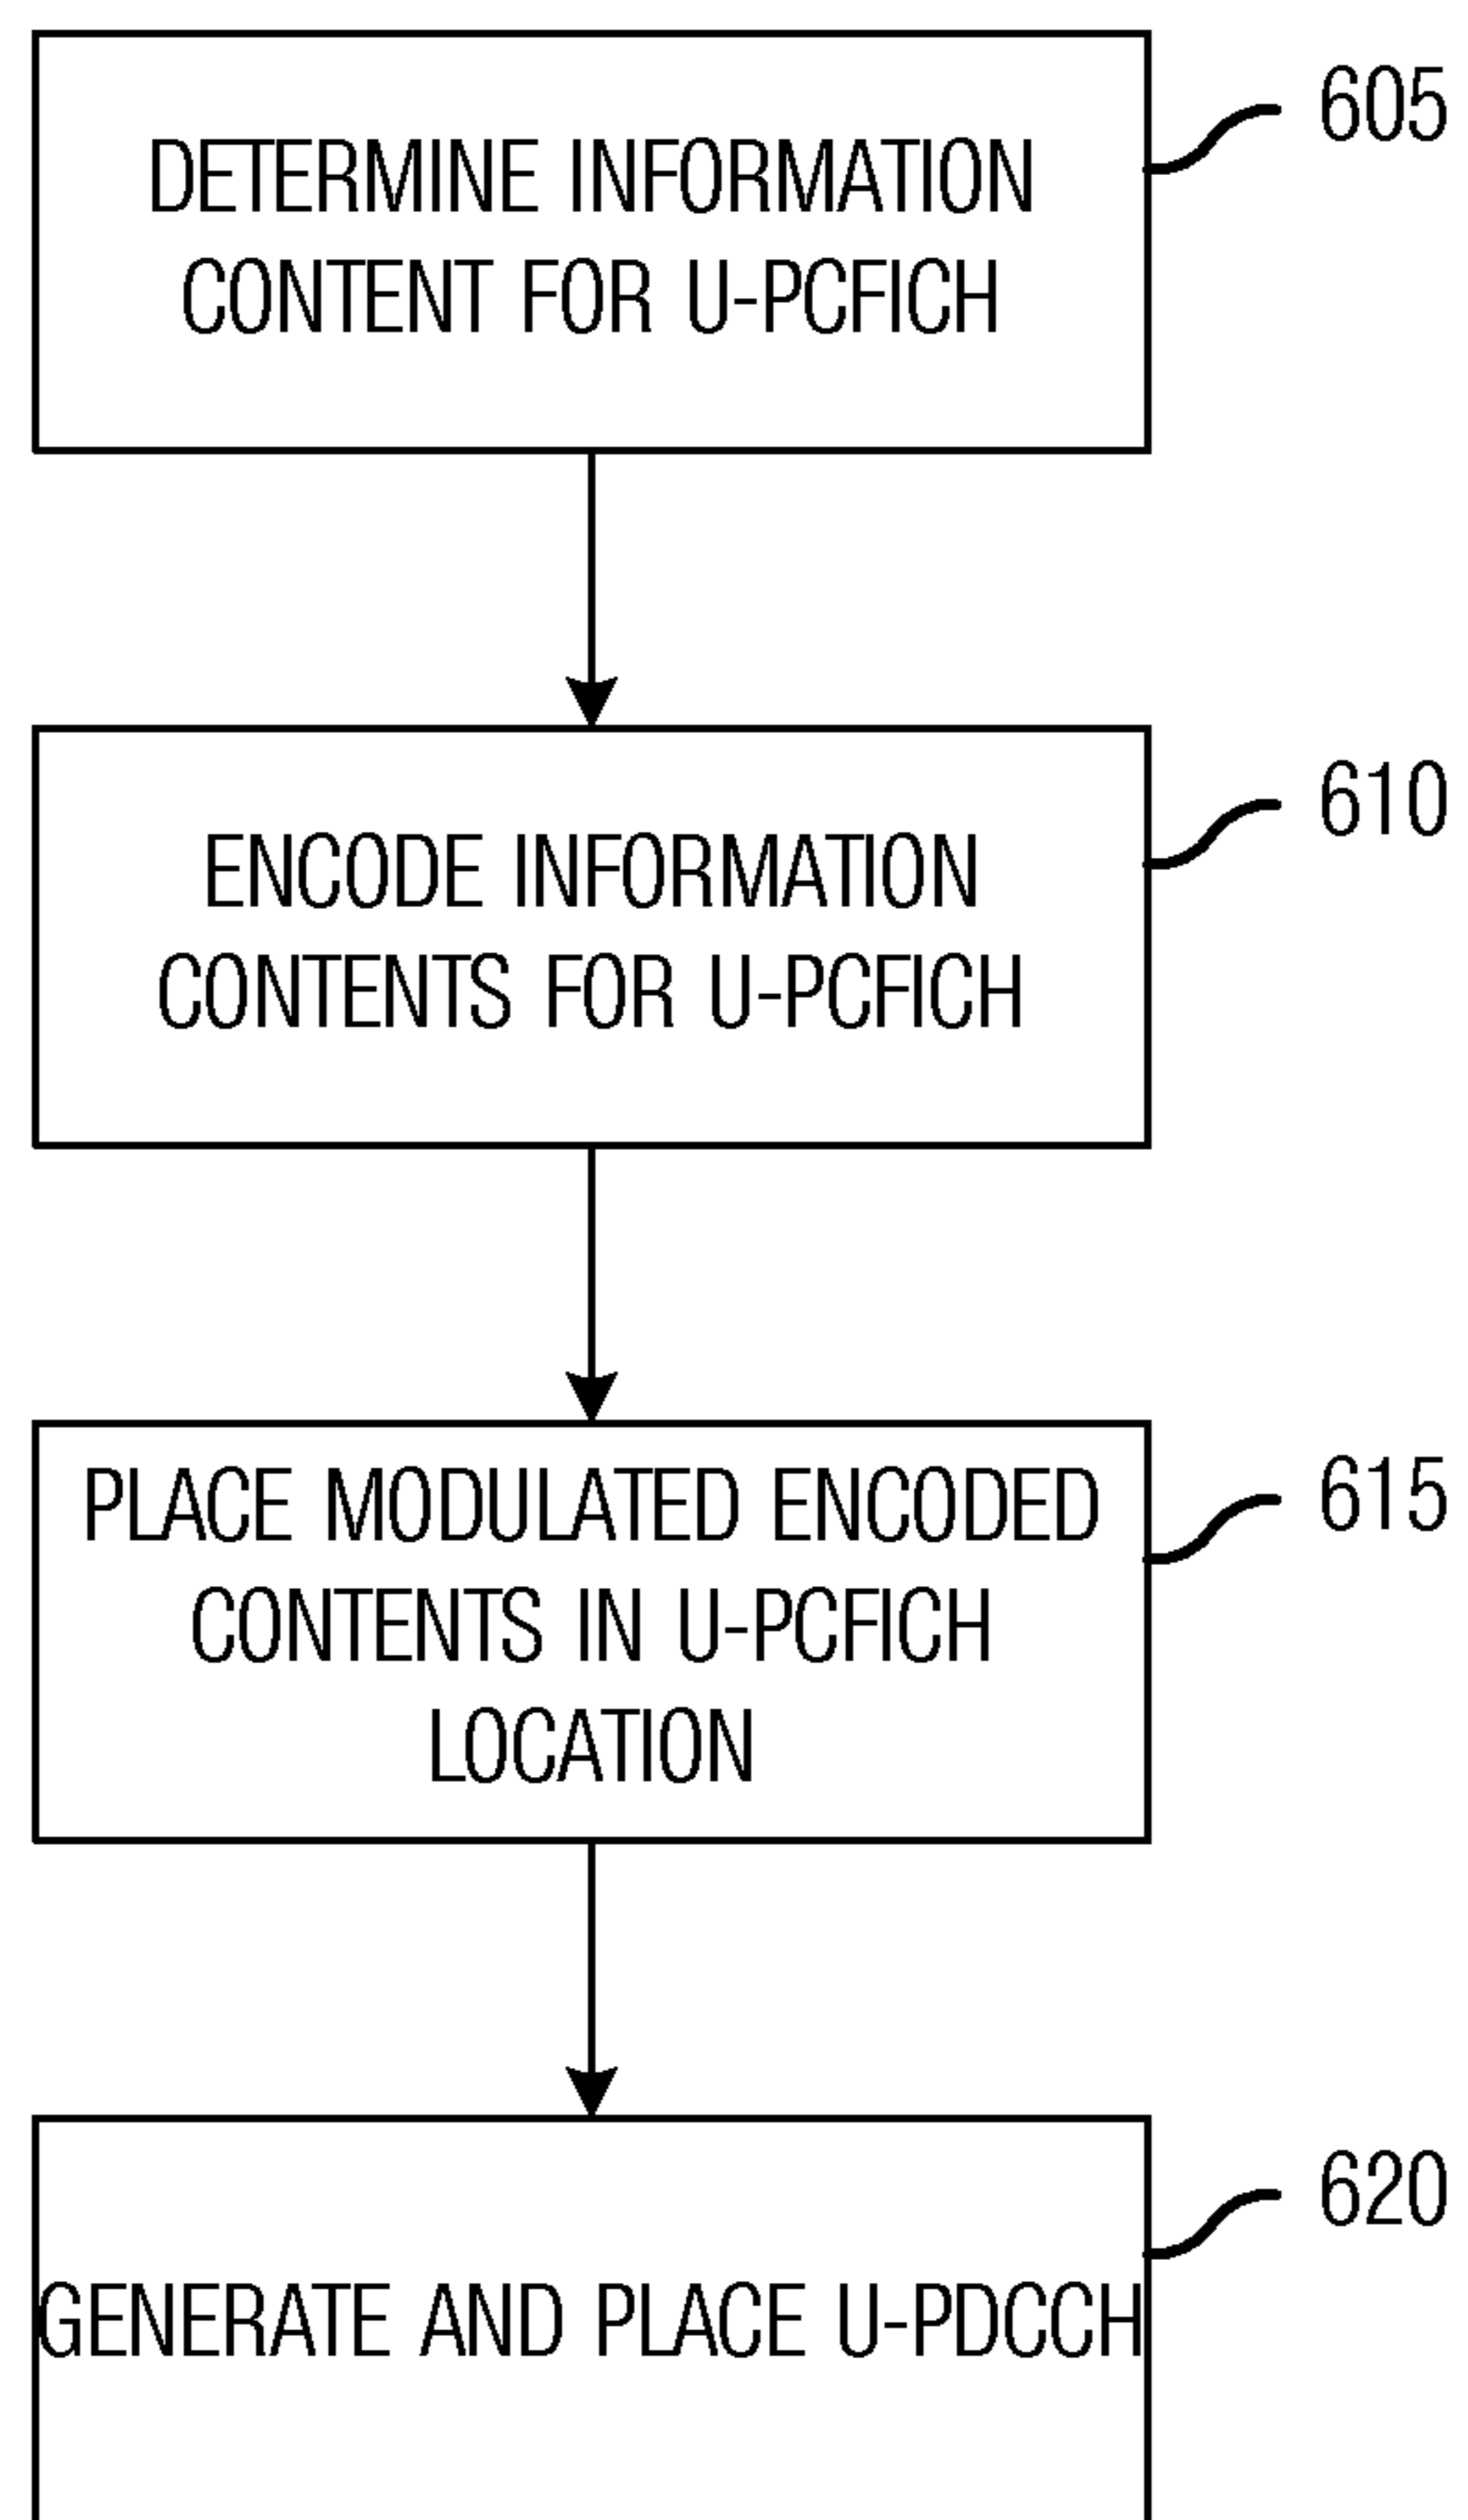 DETERMINE INFORMATION
CONTENT FOR U-PCFICH
605
ENCODE INFORMATION
CONTENTS FOR U-PCFICH
610
PLACE MODULATED ENCODED
CONTENTS IN U-PCFICH
LOCATION
615
GENERATE AND PLACE U-PDCCH
620